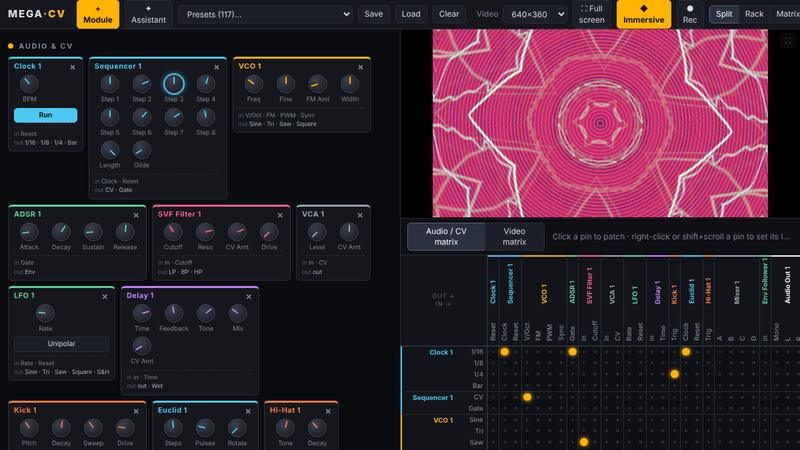 MEGA·CV
+ Module
+ Assistant
Presets (117)...
Save
Load
Clear
Video
640×360
Full screen
Immersive
Rec
Split
Rack
Matrix
AUDIO & CV
Clock 1 ×
BPM
Run
in Reset
out 1/16 · 1/8 · 1/4 · Bar
Sequencer 1 ×
Step 1 Step 2 Step 3 Step 4
Step 5 Step 6 Step 7 Step 8
Length Glide
in Clock · Reset
out CV · Gate
VCO 1 ×
Freq Fine FM Amt Width
in V/Oct · FM · PWM · Sync
out Sine · Tri · Saw · Square
ADSR 1 ×
Attack Decay Sustain Release
in Gate
out Env
SVF Filter 1 ×
Cutoff Reso CV Amt Drive
in in · Cutoff
out LP · BP · HP
VCA 1 ×
Level CV Amt
in in · CV
out out
LFO 1 ×
Rate
Unipolar
in Rate · Reset
out Sine · Tri · Saw · Square · S&H
Delay 1 ×
Time Feedback Tone Mix
CV Amt
in in · Time
out out · Wet
Kick 1 ×
Pitch Decay Sweep Drive
Euclid 1 ×
Steps Pulses Rotate
Hi-Hat 1 ×
Tone Decay
Audio / CV matrix
Video matrix
Click a pin to patch · right-click or shift+scroll a pin to set its l…
OUT ↓
IN →
Clock 1 Sequencer 1 VCO 1 ADSR 1 SVF Filter 1 VCA 1 LFO 1 Delay 1 Kick 1 Euclid 1 Hi-Hat 1 Mixer 1 Env Follower 1 Audio Out 1
Reset Clock Reset V/Oct FM PWM Sync Gate in Cutoff in CV Rate Reset in Time Trig Clock Reset Trig A B C D in Mono L
Clock 1 1/16
1/8
1/4
Bar
Sequencer 1 CV
Gate
VCO 1 Sine
Tri
Saw